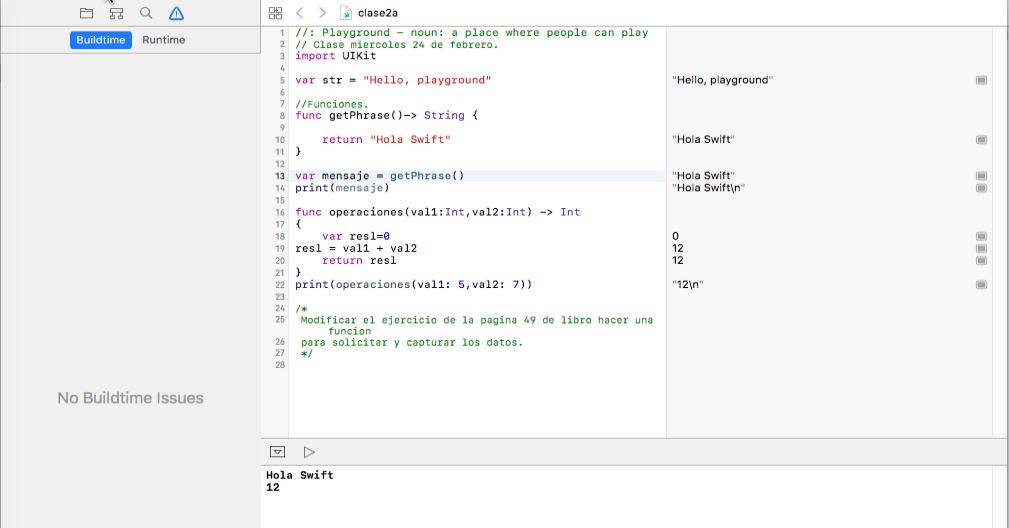 clase2a
Buildtime Runtime
1 //: Playground - noun: a place where people can play
2 // Clase miercoles 24 de febrero.
3 import UIKit
4
5 var str = "Hello, playground" "Hello, playground"
6
7 //Funciones.
8 func getPhrase()-> String {
9
10 return "Hola Swift" "Hola Swift"
11 }
12
13 var mensaje = getPhrase() "Hola Swift"
14 print(mensaje) "Hola Swift\n"
15
16 func operaciones(val1:Int,val2:Int) -> Int
17 {
18 var resl=0 0
19 resl = val1 + val2 12
20 return resl 12
21 }
22 print(operaciones(val1: 5,val2: 7)) "12\n"
23
24 /*
25 Modificar el ejercicio de la pagina 49 de libro hacer una
funcion
26 para solicitar y capturar los datos.
27 */
28
No Buildtime Issues
Hola Swift
12